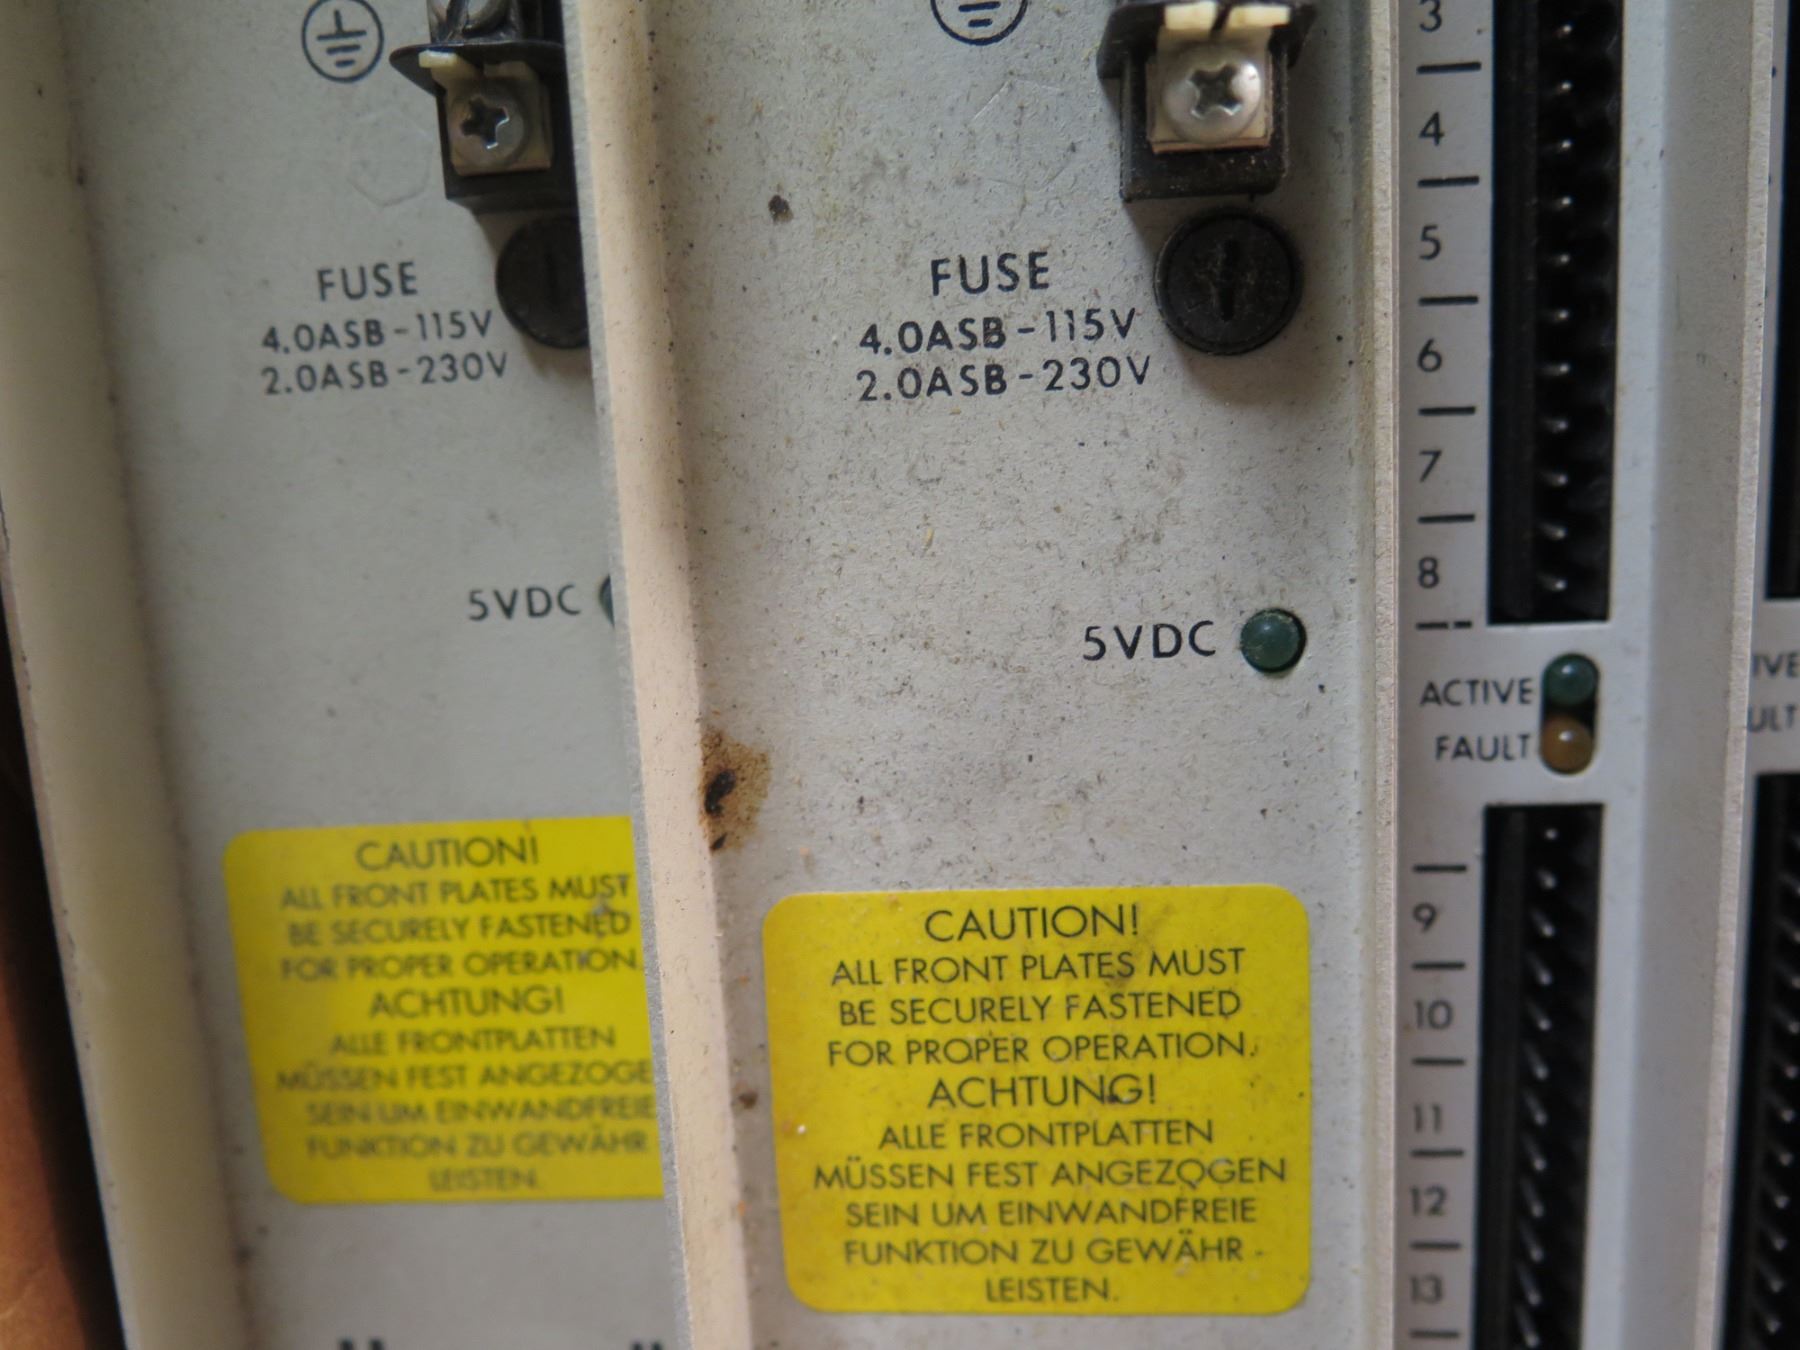 FUSE
4.0ASB-115V
2.0ASB-230V
5VDC
CAUTION!
ALL FRONT PLATES MUST
BE SECURELY FASTENED
FOR PROPER OPERATION.
ACHTUNG!
ALLE FRONTPLATTEN
MÜSSEN FEST ANGEZOGE
SEIN UM EINWANDFREIE
FUNKTION ZU GEWÄHR
LEISTEN.
FUSE
4.0ASB-115V
2.0ASB-230V
5VDC
CAUTION!
ALL FRONT PLATES MUST
BE SECURELY FASTENED
FOR PROPER OPERATION.
ACHTUNG!
ALLE FRONTPLATTEN
MÜSSEN FEST ANGEZOGEN
SEIN UM EINWANDFREIE
FUNKTION ZU GEWÄHR-
LEISTEN.
3
4
5
6
7
8
ACTIVE
FAULT
9
10
11
12
13
IVE
ULT